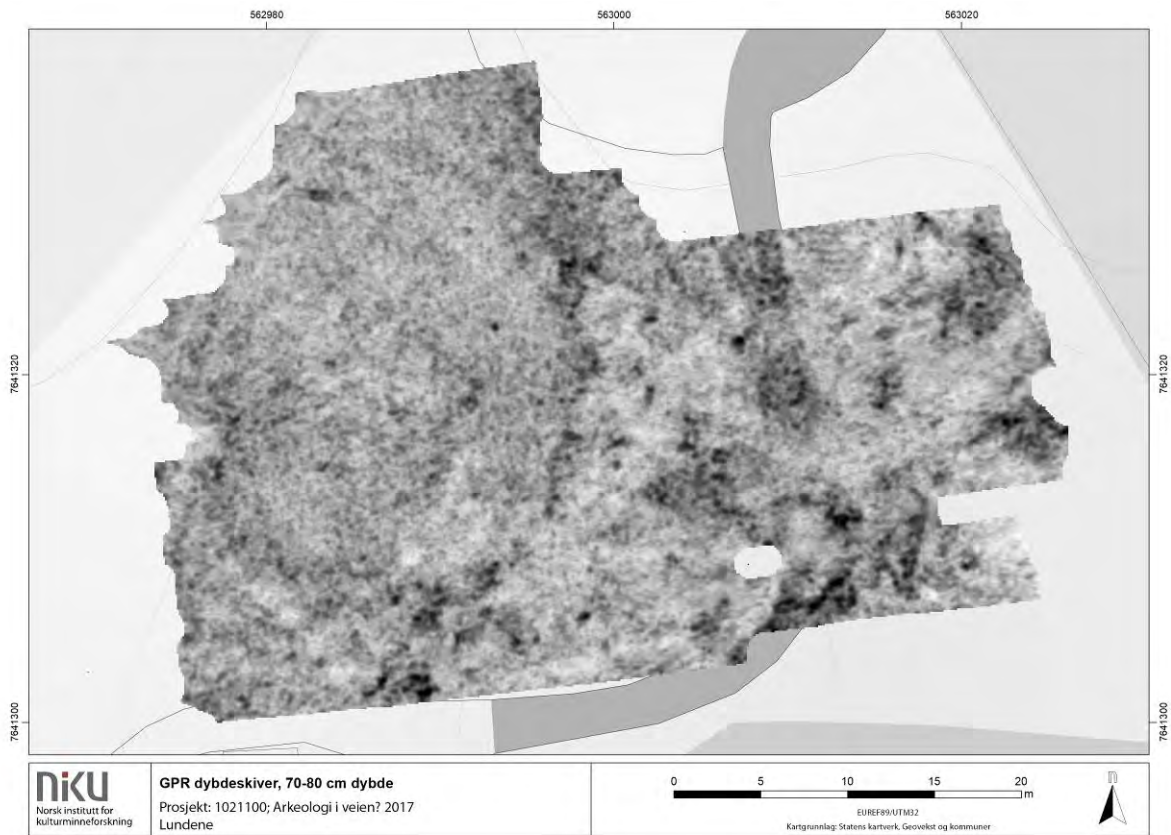 562980
563000
563020
7641320
7641320
7641300
7641300
niKU
Norsk institutt for
kulturminneforskning
GPR dybdeskiver, 70-80 cm dybde
Prosjekt: 1021100; Arkeologi i veien? 2017
Lundene
0 5 10 15 20
m
EUREF89/UTM32
Kartgrunnlag: Statens kartverk, Geovekst og kommuner
n